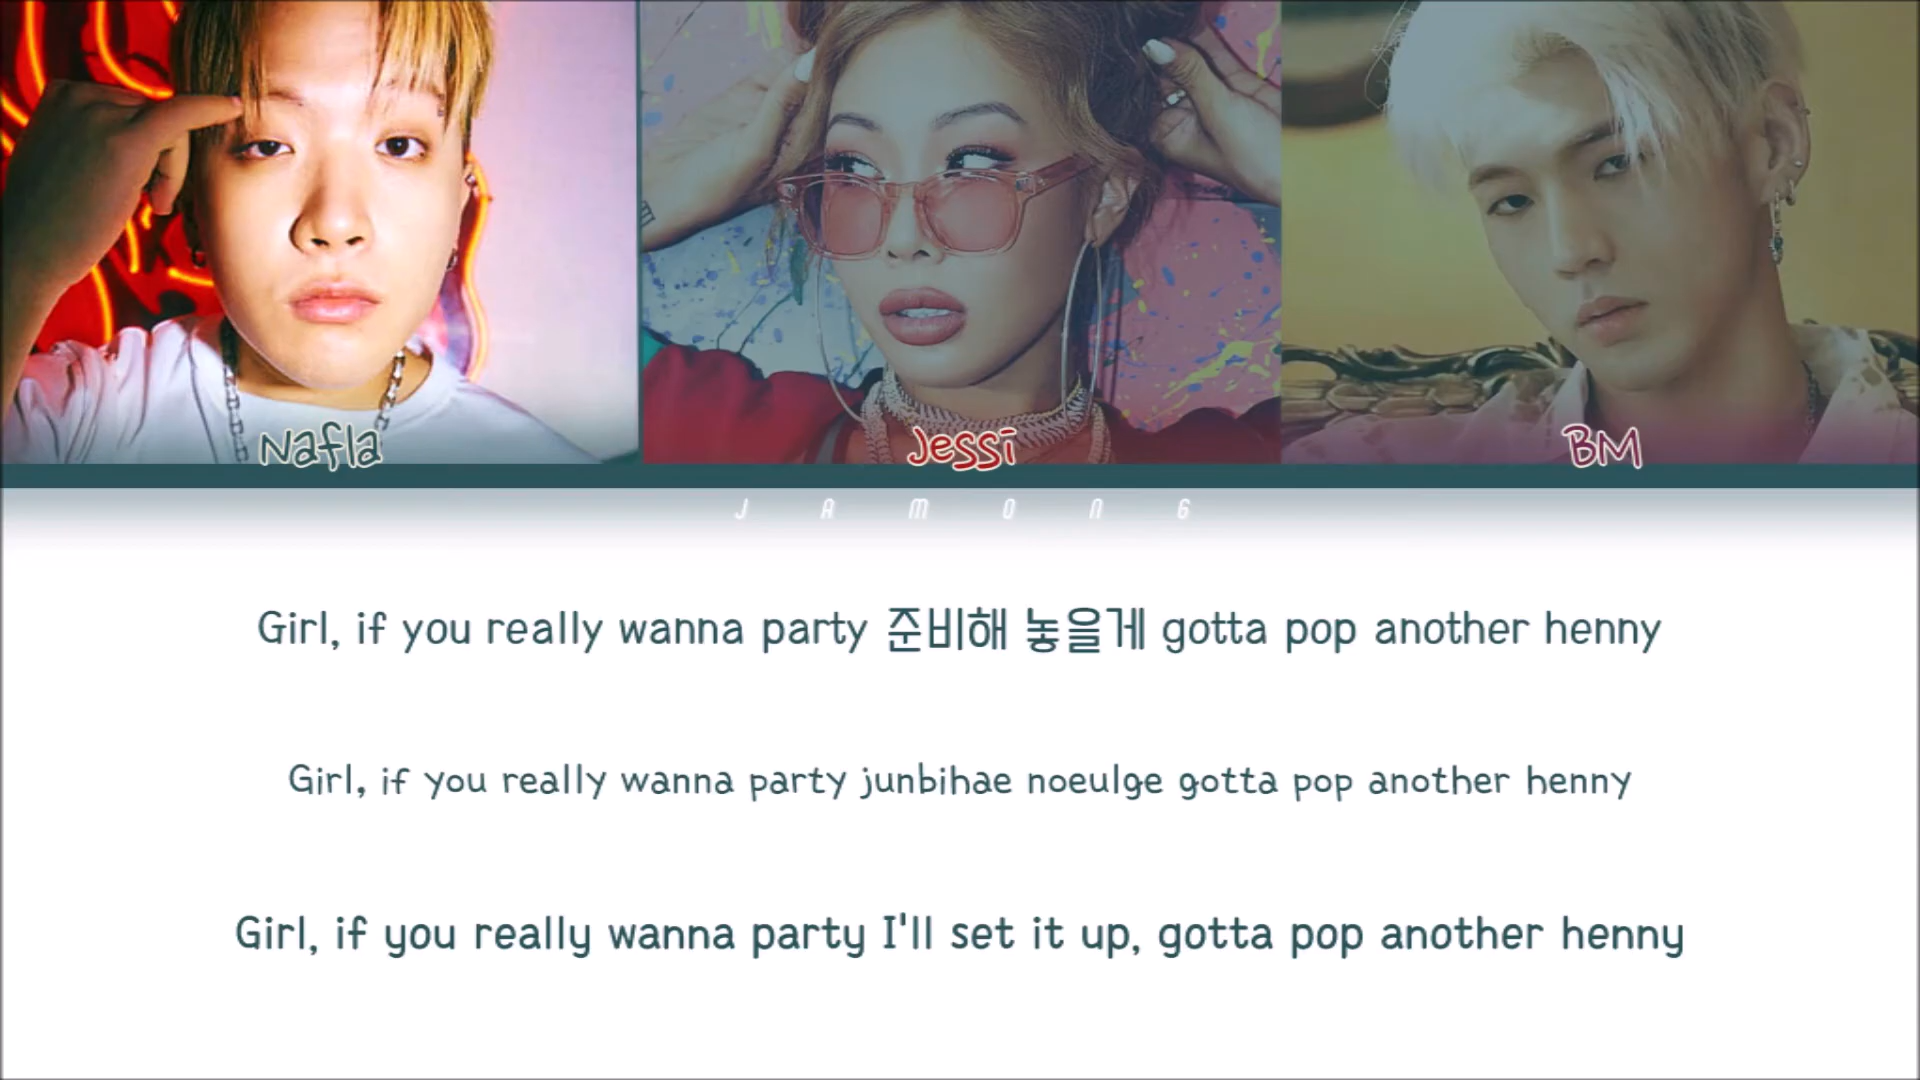 Nafla
Jessi
BM
JAMONG
Girl, if you really wanna party 준비해 놓을게 gotta pop another henny
Girl, if you really wanna party junbihae noeulge gotta pop another henny
Girl, if you really wanna party I'll set it up, gotta pop another henny